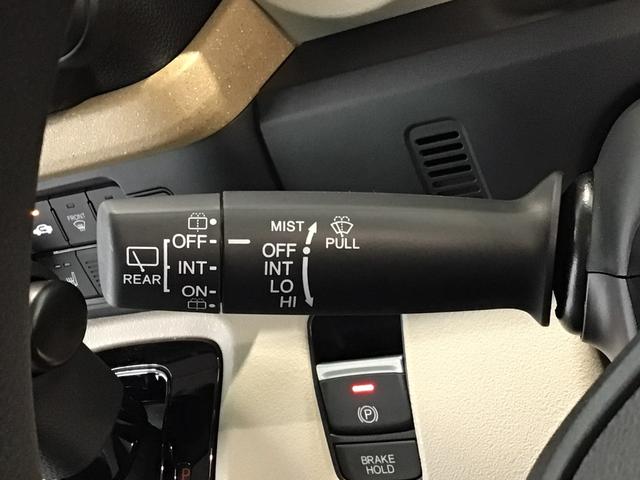 FRONT
OFF
INT
ON
REAR
MIST
OFF
INT
LO
HI
PULL
P
BRAKE
HOLD
P